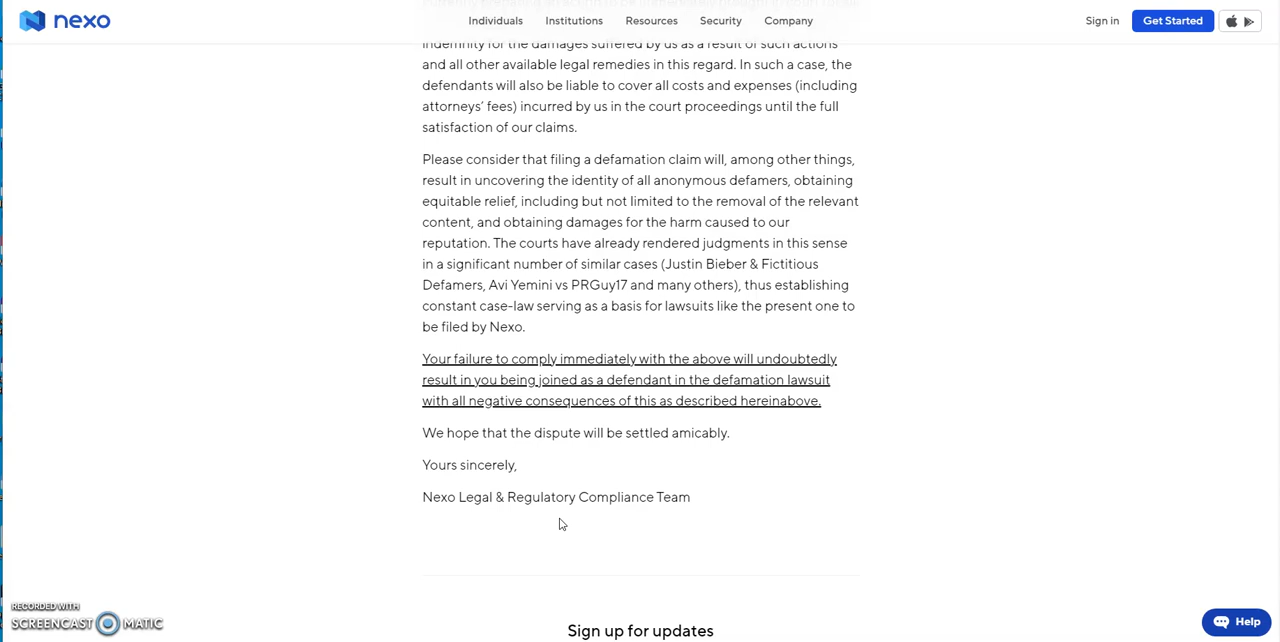 nexo
Individuals Institutions Resources Security Company
Sign in Get Started
indemnity for the damages suffered by us as a result of such actions
and all other available legal remedies in this regard. In such a case, the
defendants will also be liable to cover all costs and expenses (including
attorneys’ fees) incurred by us in the court proceedings until the full
satisfaction of our claims.
Please consider that filing a defamation claim will, among other things,
result in uncovering the identity of all anonymous defamers, obtaining
equitable relief, including but not limited to the removal of the relevant
content, and obtaining damages for the harm caused to our
reputation. The courts have already rendered judgments in this sense
in a significant number of similar cases (Justin Bieber & Fictitious
Defamers, Avi Yemini vs PRGuy17 and many others), thus establishing
constant case-law serving as a basis for lawsuits like the present one to
be filed by Nexo.
Your failure to comply immediately with the above will undoubtedly
result in you being joined as a defendant in the defamation lawsuit
with all negative consequences of this as described hereinabove.
We hope that the dispute will be settled amicably.
Yours sincerely,
Nexo Legal & Regulatory Compliance Team
RECORDED WITH
SCREENCAST MATIC
Help
Sign up for updates